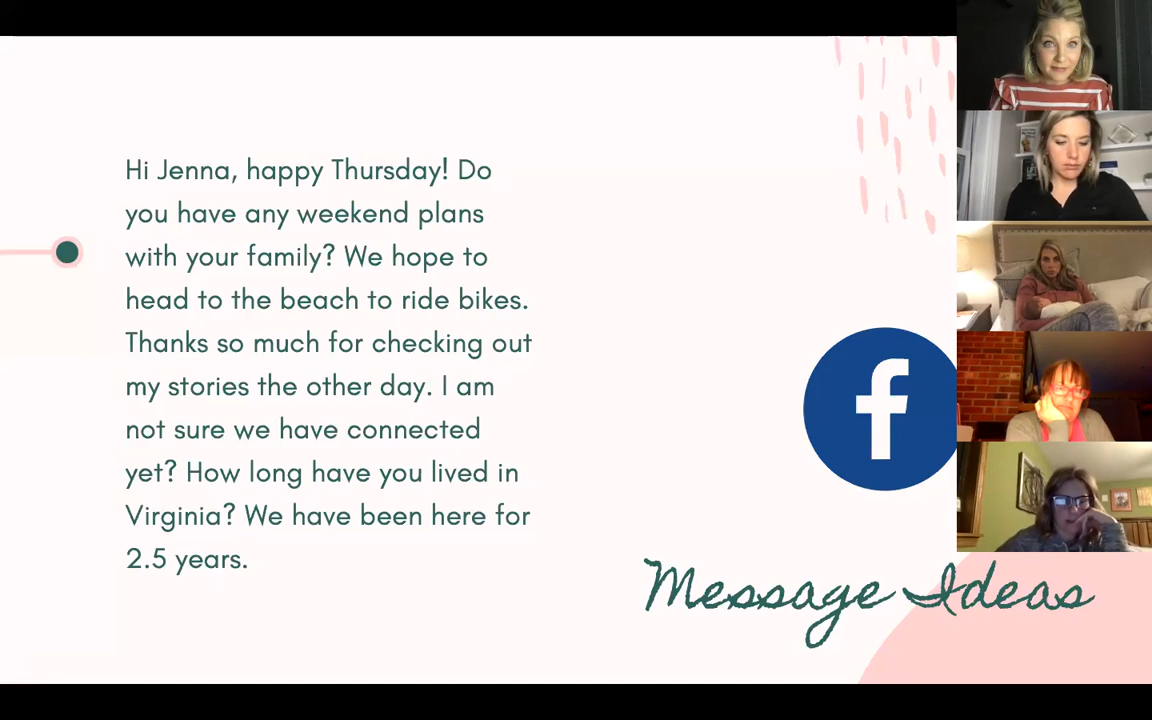 Hi Jenna, happy Thursday! Do
you have any weekend plans
with your family? We hope to
head to the beach to ride bikes.
Thanks so much for checking out
my stories the other day. I am
not sure we have connected
yet? How long have you lived in
Virginia? We have been here for
2.5 years.
f
Message Ideas